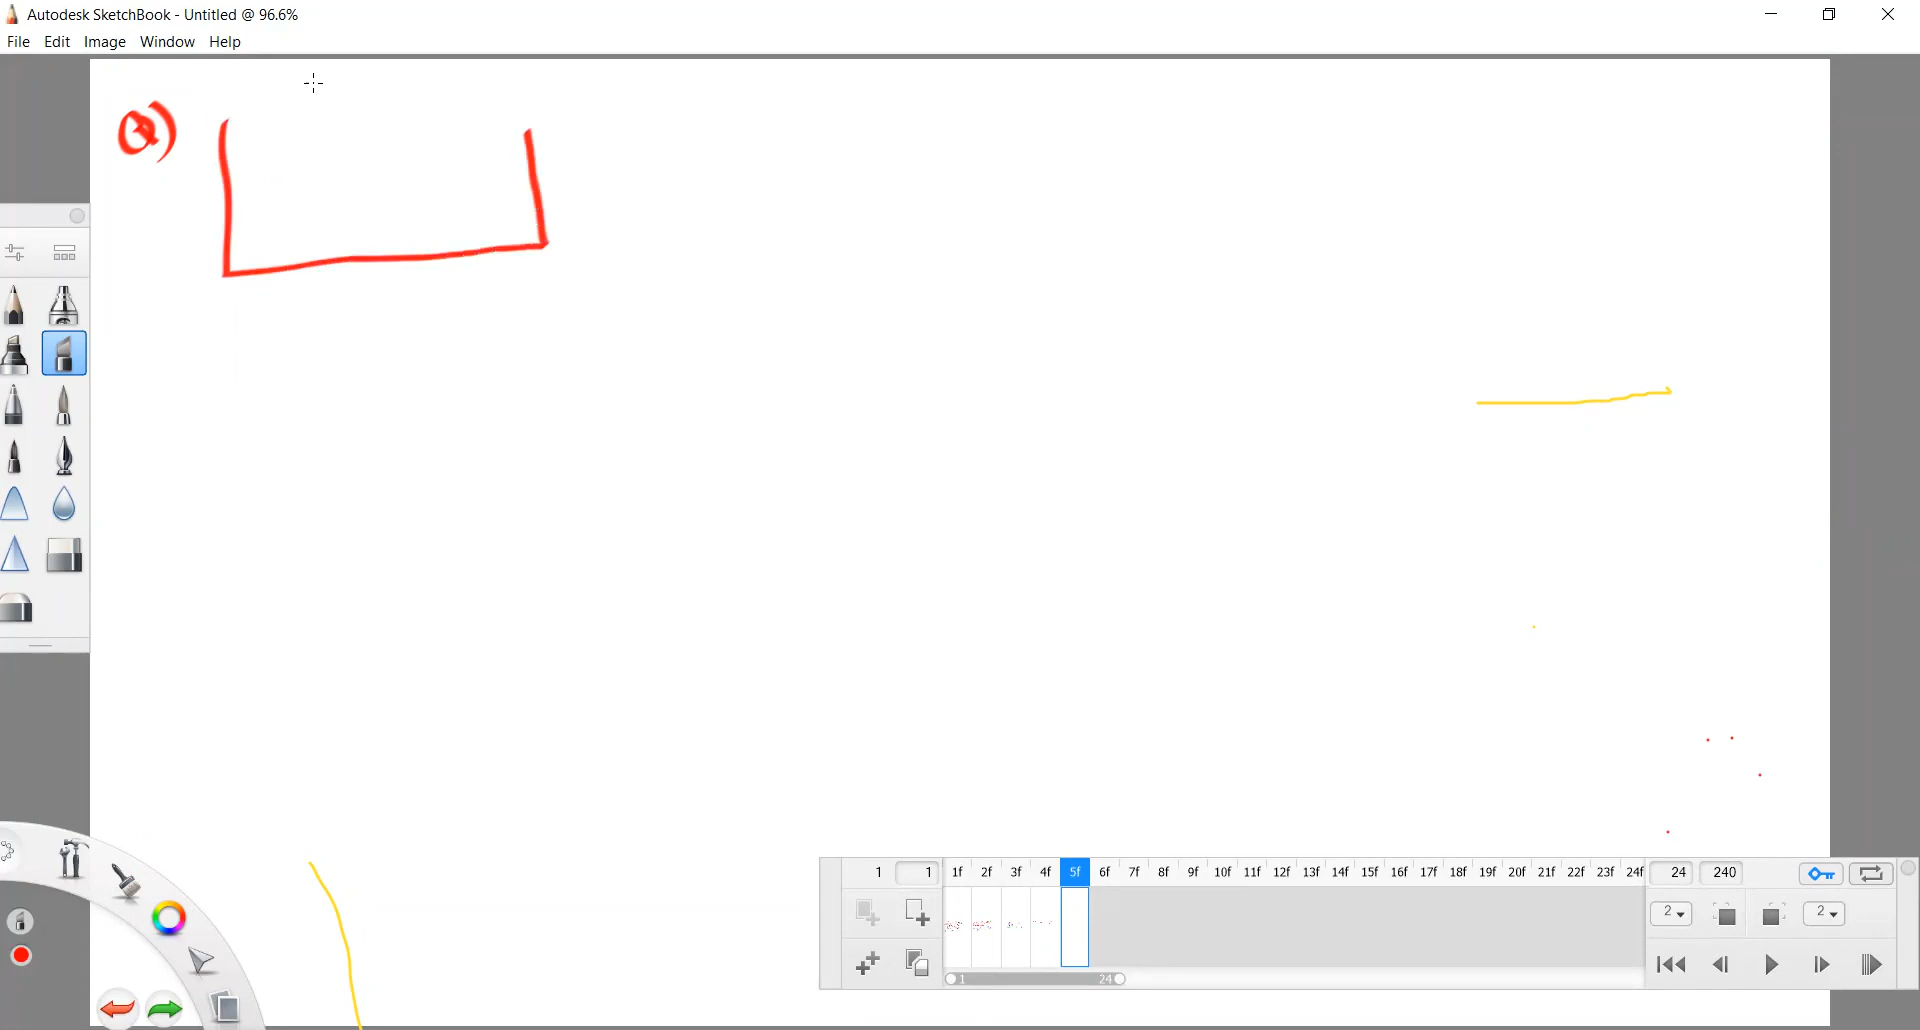 Autodesk SketchBook - Untitled @ 96.6%
File Edit Image Window Help
Q)
1 1 1f 2f 3f 4f 5f 6f 7f 8f 9f 10f 11f 12f 13f 14f 15f 16f 17f 18f 19f 20f 21f 22f 23f 24f 24 240
2 2
1 24